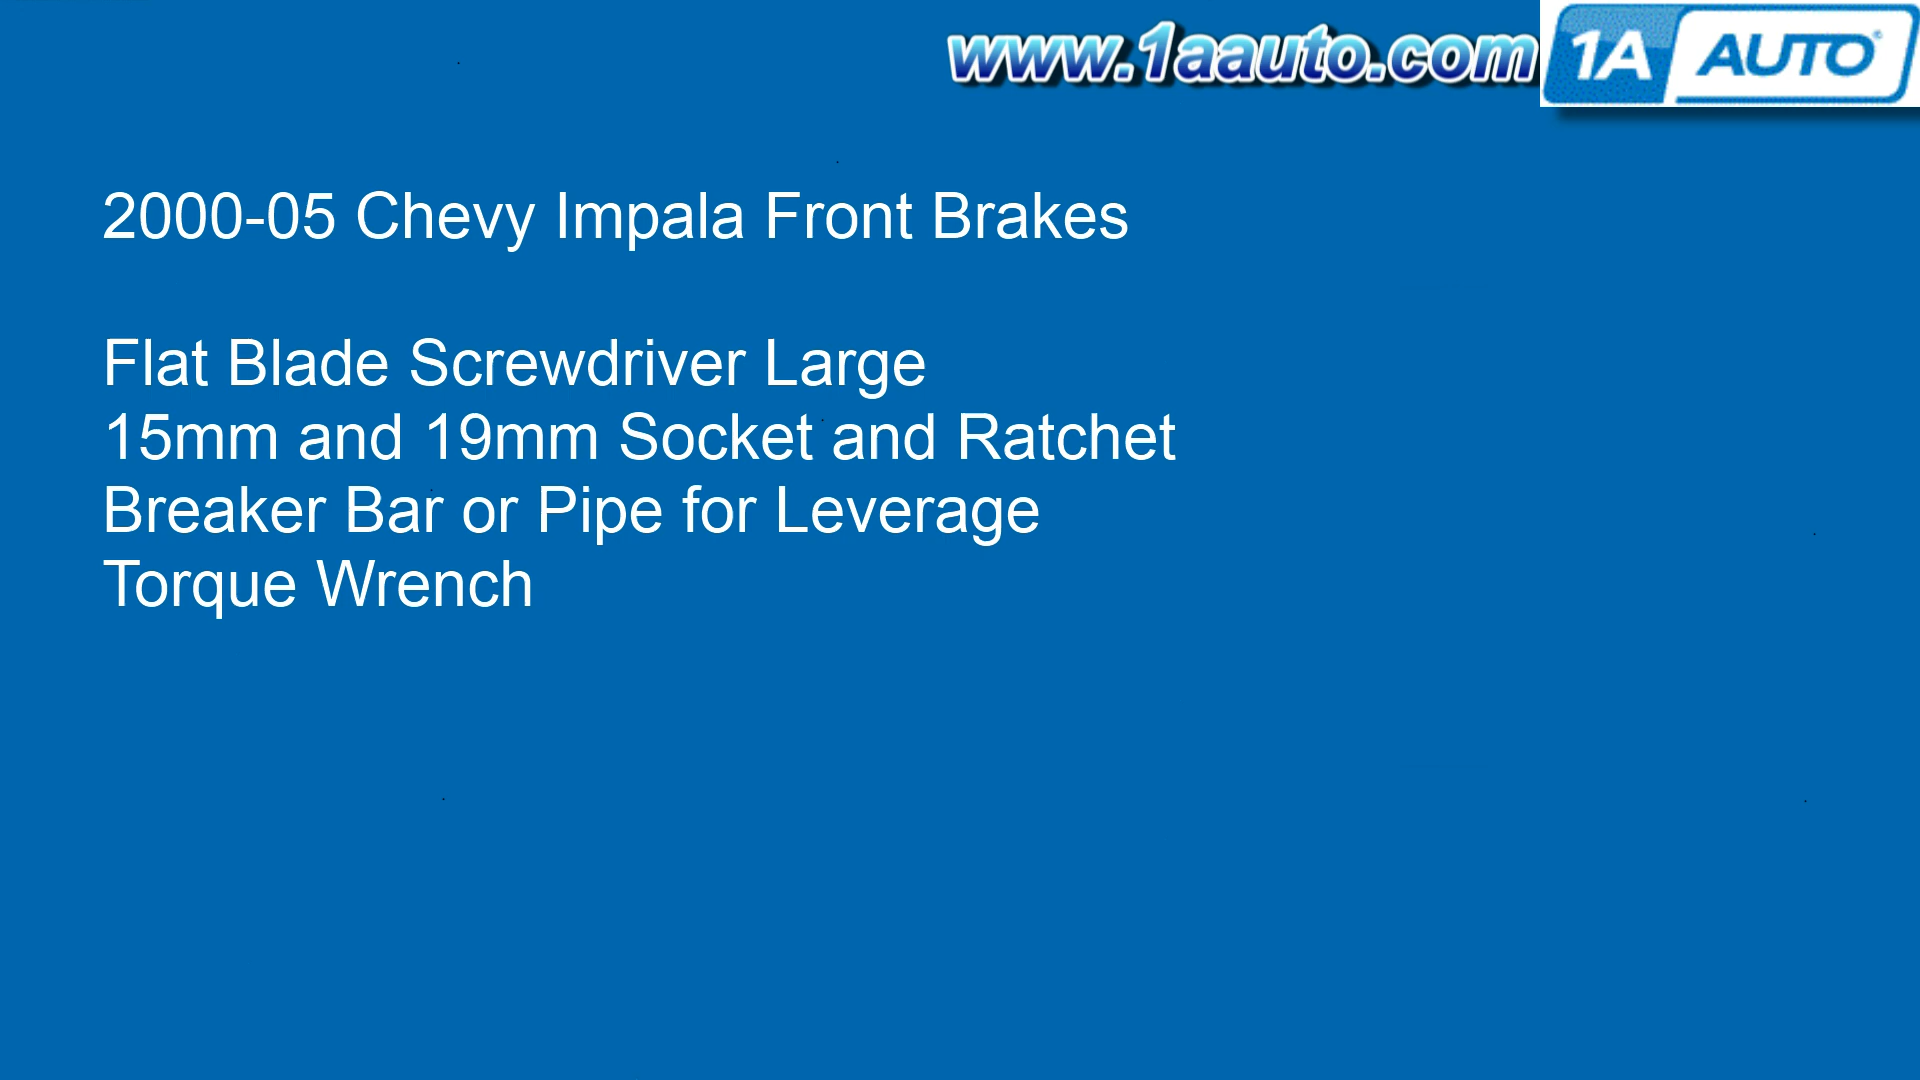 www.1aauto.com 1A AUTO
2000-05 Chevy Impala Front Brakes
Flat Blade Screwdriver Large
15mm and 19mm Socket and Ratchet
Breaker Bar or Pipe for Leverage
Torque Wrench